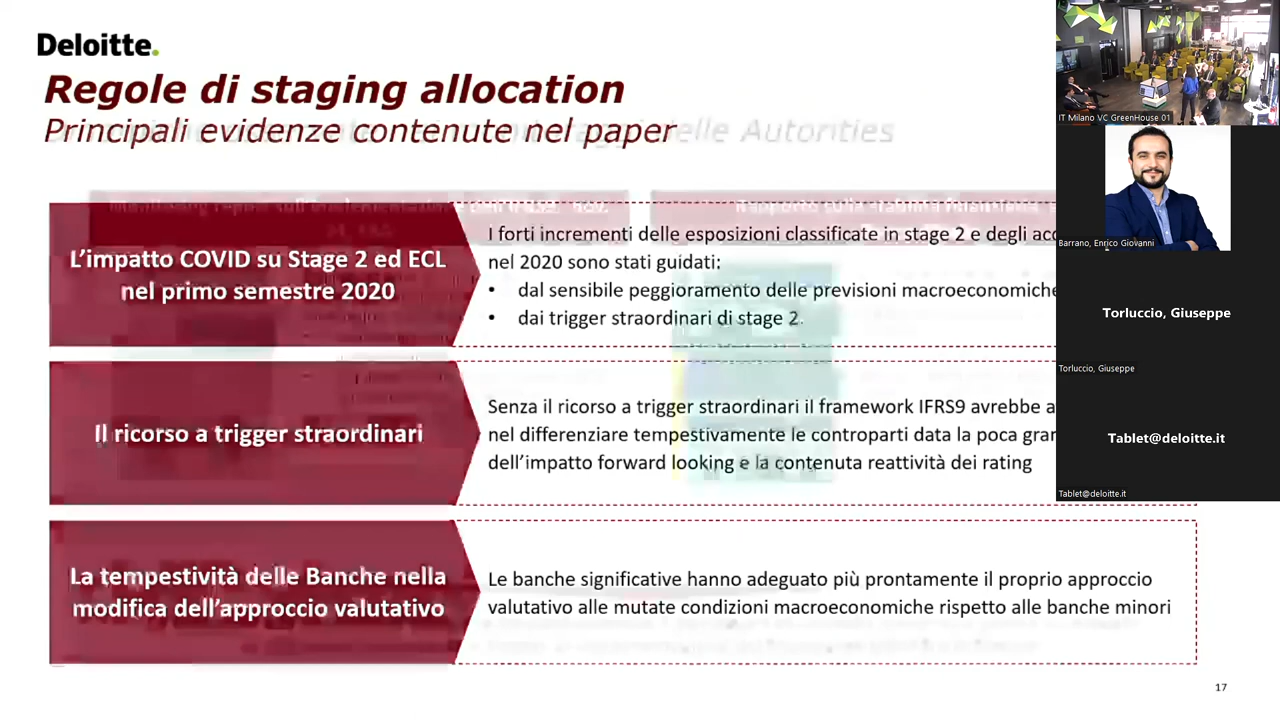 Deloitte.
Regole di staging allocation
Principali evidenze contenute nel paper
delle Autorities
L'impatto COVID su Stage 2 ed ECL
nel primo semestre 2020
I forti incrementi delle esposizioni classificate in stage 2 e degli acc
nel 2020 sono stati guidati:
• dal sensibile peggioramento delle previsioni macroeconomiche
• dai trigger straordinari di stage 2.
Il ricorso a trigger straordinari
Senza il ricorso a trigger straordinari il framework IFRS9 avrebbe a
nel differenziare tempestivamente le controparti data la poca gran
dell'impatto forward looking e la contenuta reattività dei rating
La tempestività delle Banche nella
modifica dell'approccio valutativo
Le banche significative hanno adeguato più prontamente il proprio approccio
valutativo alle mutate condizioni macroeconomiche rispetto alle banche minori
17
IT Milano VC GreenHouse 01
Barrano, Enrico Giovanni
Torluccio, Giuseppe
Torluccio, Giuseppe
Tablet@deloitte.it
Tablet@deloitte.it